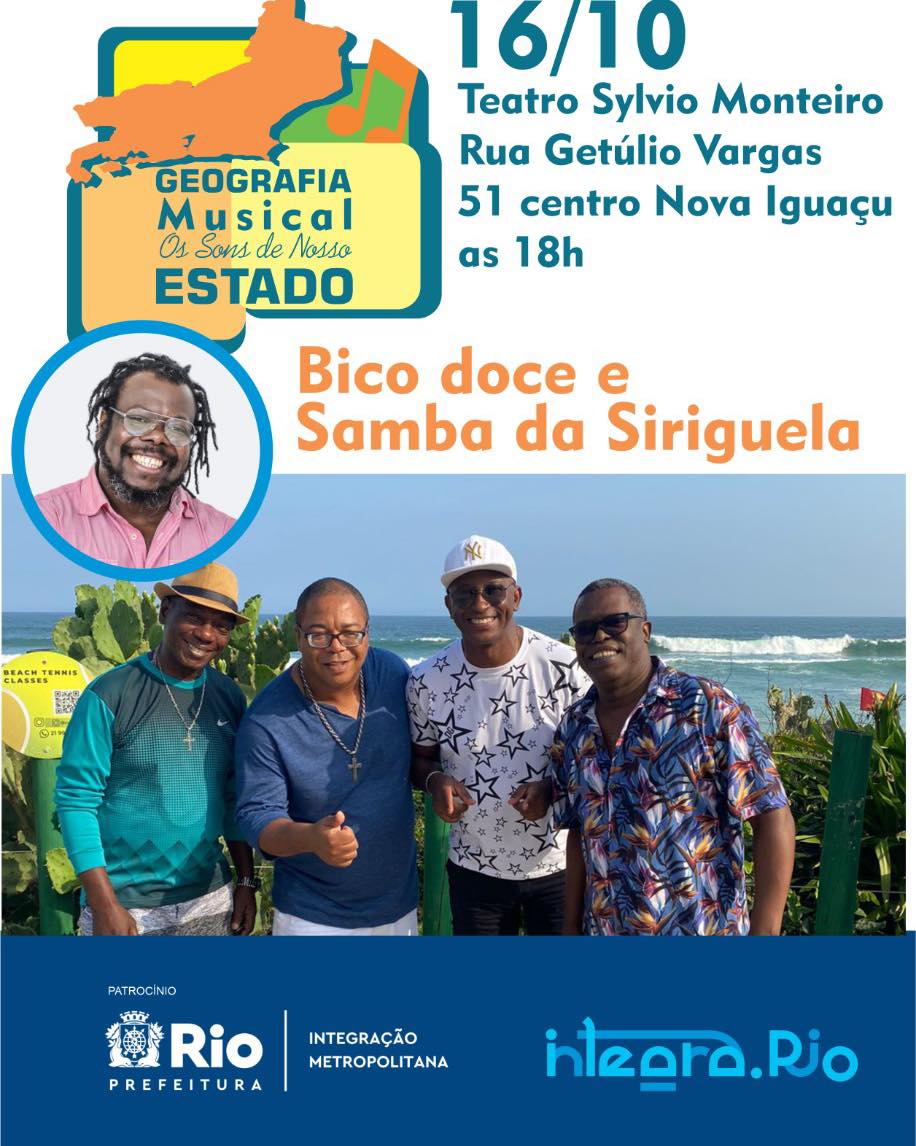 16/10
Teatro Sylvio Monteiro
Rua Getúlio Vargas
51 centro Nova Iguaçu
as 18h
GEOGRAFIA
Musical
Os Sons de Nosso
ESTADO
Bico doce e
Samba da Siriguela
NY
BEACH TENNIS
CLASSES
PATROCÍNIO
Rio
PREFEITURA
INTEGRAÇÃO
METROPOLITANA
integra.Rio